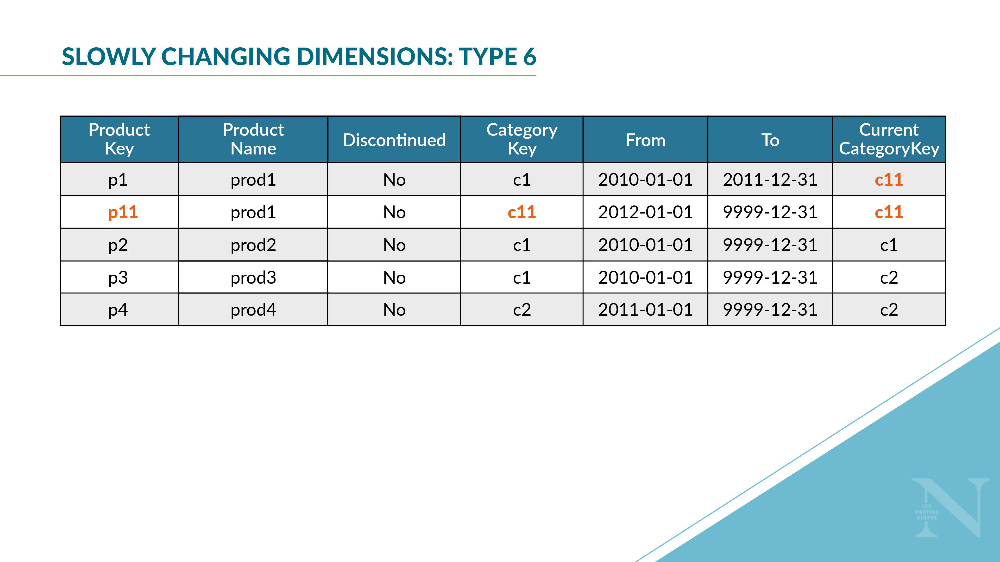 SLOWLY CHANGING DIMENSIONS: TYPE 6
Product Key Product Name Discontinued Category Key From To Current CategoryKey
p1 prod1 No c1 2010-01-01 2011-12-31 c11
p11 prod1 No c11 2012-01-01 9999-12-31 c11
p2 prod2 No c1 2010-01-01 9999-12-31 c1
p3 prod3 No c1 2010-01-01 9999-12-31 c2
p4 prod4 No c2 2011-01-01 9999-12-31 c2
N
LVX
VERITAS
VIRTVS